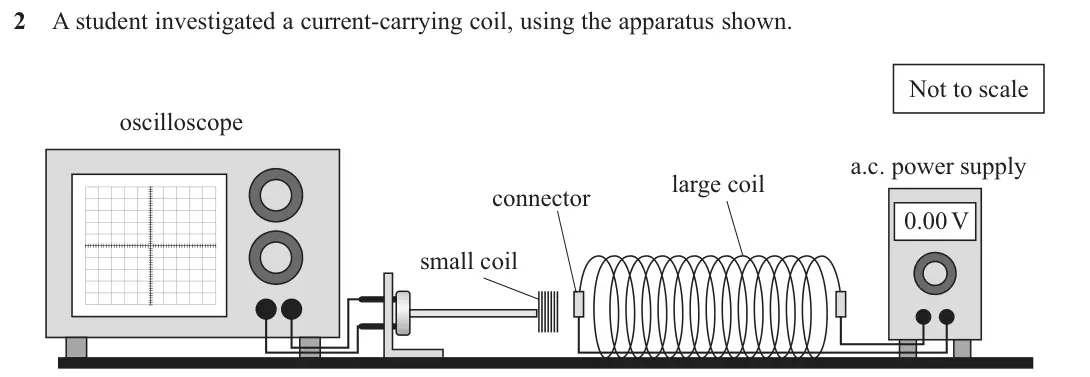 2 A student investigated a current-carrying coil, using the apparatus shown.
Not to scale
oscilloscope
a.c. power supply
large coil
connector
0.00 V
small coil